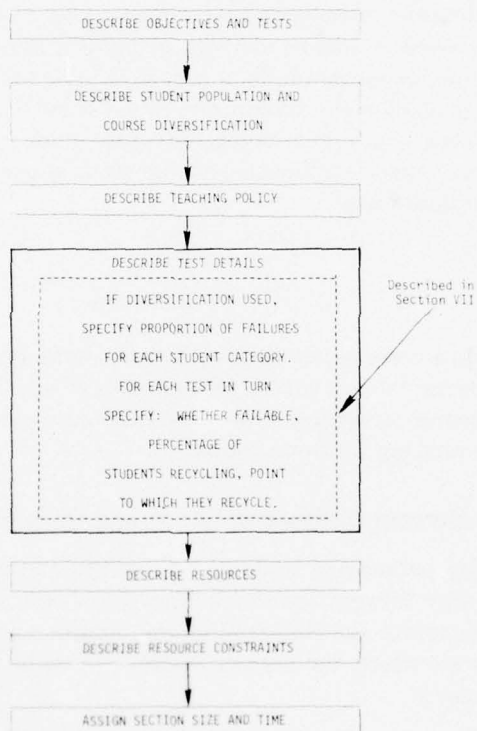 DESCRIBE OBJECTIVES AND TESTS
DESCRIBE STUDENT POPULATION AND
COURSE DIVERSIFICATION
DESCRIBE TEACHING POLICY
DESCRIBE TEST DETAILS
IF DIVERSIFICATION USED,
SPECIFY PROPORTION OF FAILURES
FOR EACH STUDENT CATEGORY.
FOR EACH TEST IN TURN
SPECIFY: WHETHER FAILABLE,
PERCENTAGE OF
STUDENTS RECYCLING, POINT
TO WHICH THEY RECYCLE.
Described in
Section VII
DESCRIBE RESOURCES
DESCRIBE RESOURCE CONSTRAINTS
ASSIGN SECTION SIZE AND TIME